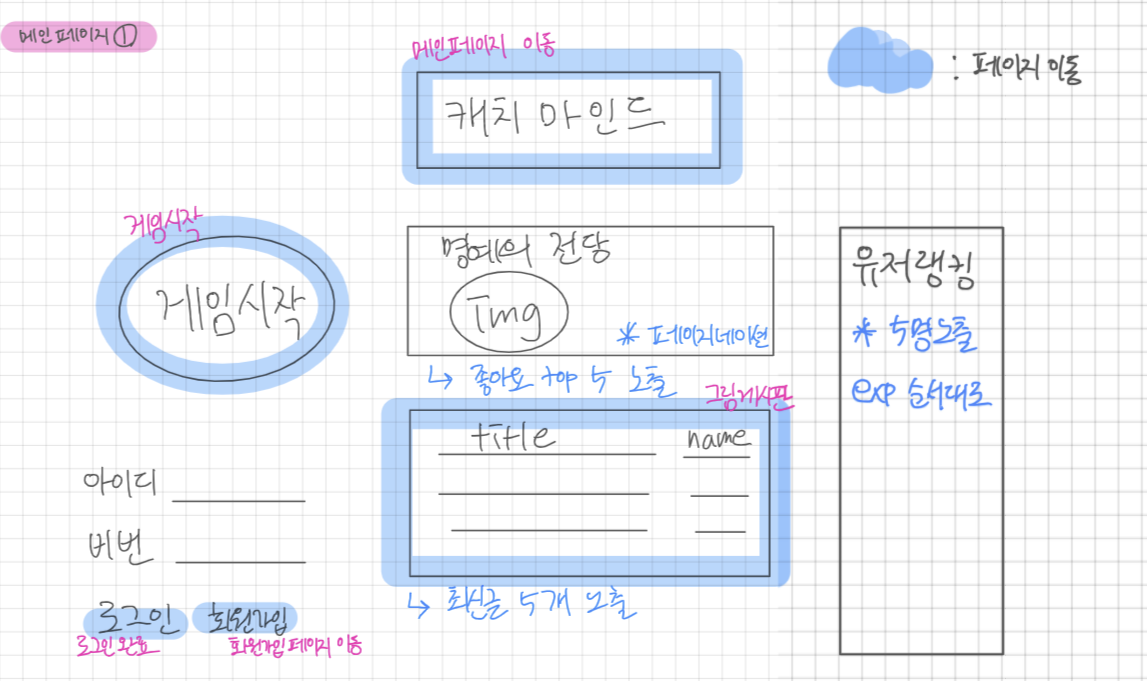 메인페이지 ①
메인페이지 이동
캐치 마인드
: 페이지 이동
게임시작
게임시작
명예의 전당
Img
* 페이지네이션
↳ 좋아요 top 5 노출
유저랭킹
* 5명노출
exp 순서대로
그림게시판
title name
아이디
비번
로그인 회원가입
로그인 완료 회원가입 페이지 이동
↳ 최신글 5개 노출